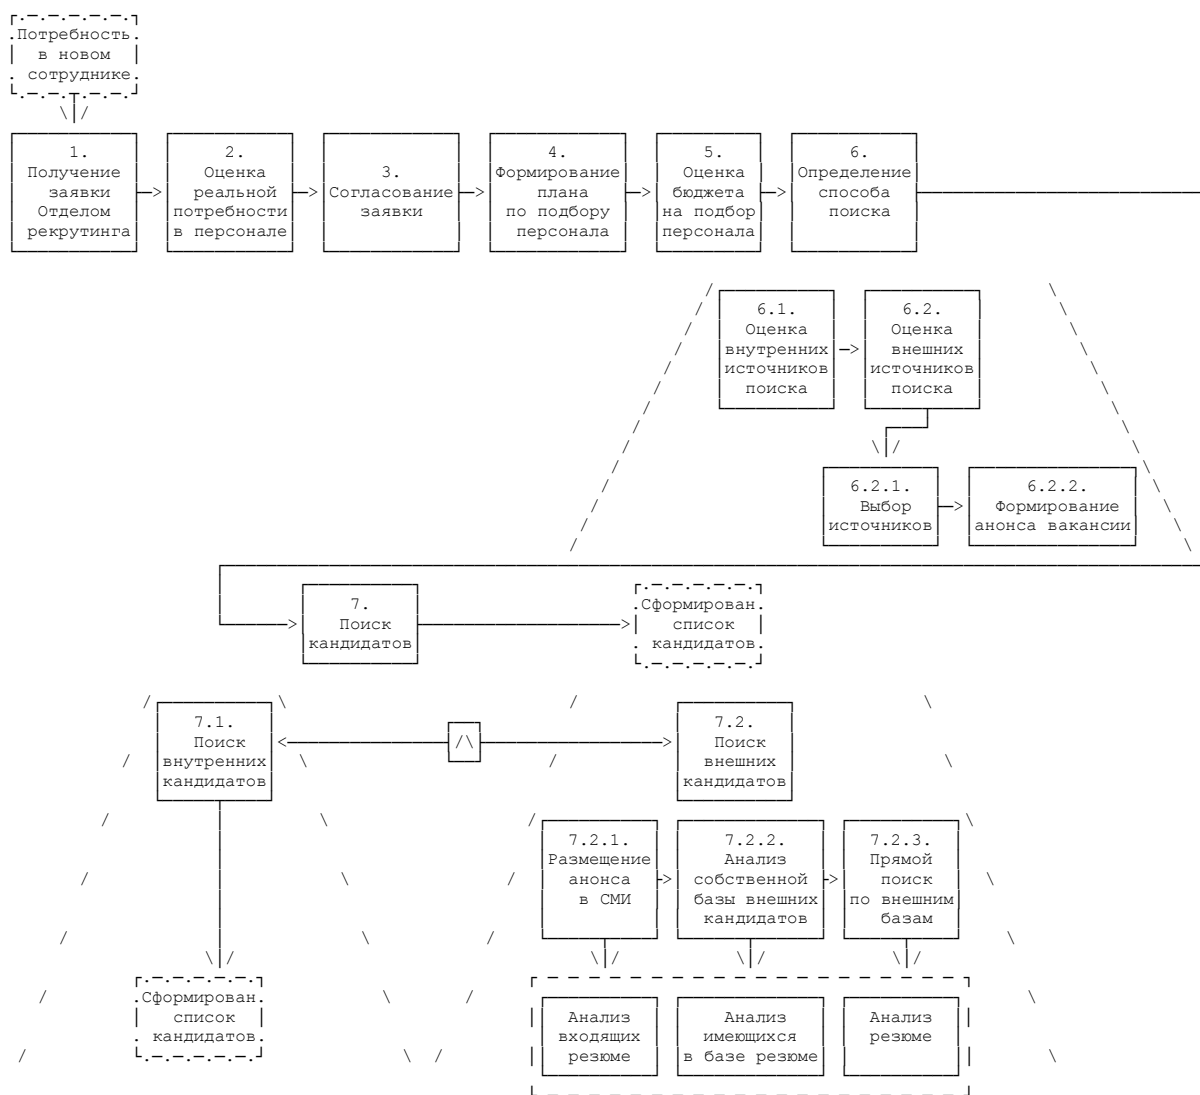 Потребность
в новом
сотруднике
1.
Получение
заявки
Отделом
рекрутинга
2.
Оценка
реальной
потребности
в персонале
3.
Согласование
заявки
4.
Формирование
плана
по подбору
персонала
5.
Оценка
бюджета
на подбор
персонала
6.
Определение
способа
поиска
6.1.
Оценка
внутренних
источников
поиска
6.2.
Оценка
внешних
источников
поиска
6.2.1.
Выбор
источников
6.2.2.
Формирование
анонса вакансии
7.
Поиск
кандидатов
Сформирован
список
кандидатов
7.1.
Поиск
внутренних
кандидатов
7.2.
Поиск
внешних
кандидатов
7.2.1.
Размещение
анонса
в СМИ
7.2.2.
Анализ
собственной
базы внешних
кандидатов
7.2.3.
Прямой
поиск
по внешним
базам
Сформирован
список
кандидатов
Анализ
входящих
резюме
Анализ
имеющихся
в базе резюме
Анализ
резюме